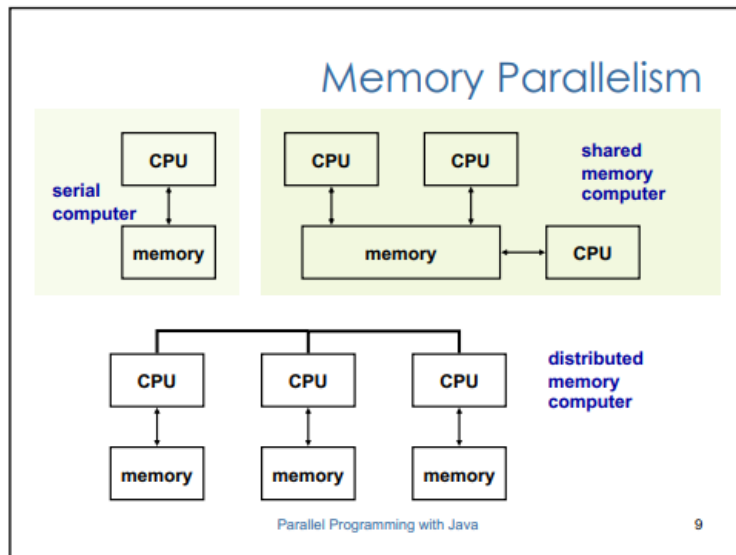 Memory Parallelism
serial
computer
CPU
memory
CPU
CPU
memory
CPU
shared
memory
computer
CPU
CPU
CPU
memory
memory
memory
distributed
memory
computer
Parallel Programming with Java
9